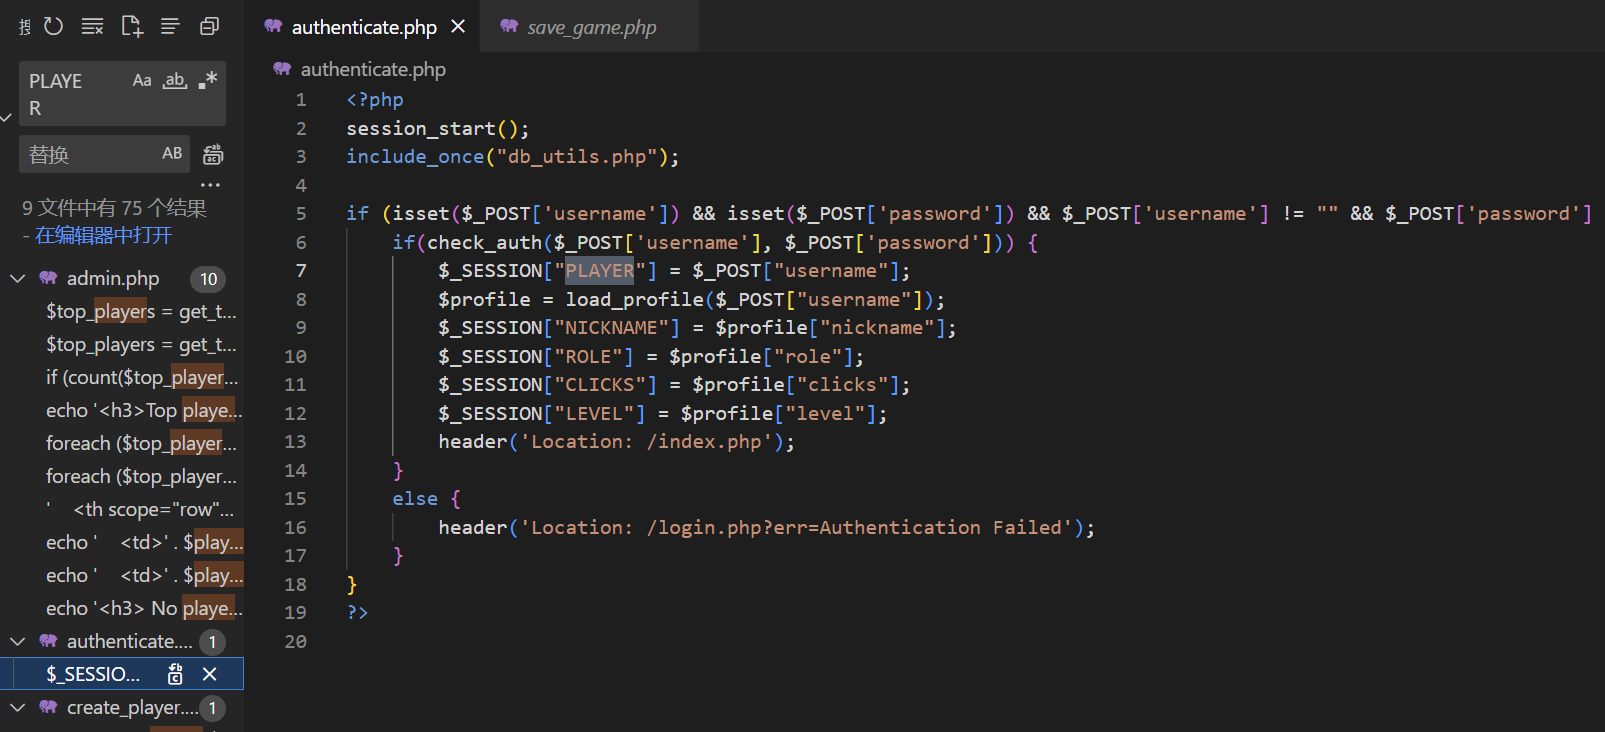 搜
authenticate.php
save_game.php
PLAYE
R
Aa
ab
.*
替换
AB
...
9 文件中有 75 个结果
- 在编辑器中打开
admin.php 10
$top_players = get_t...
$top_players = get_t...
if (count($top_player...
echo '<h3>Top playe...
foreach ($top_player...
foreach ($top_player...
' <th scope="row"...
echo ' <td>' . $play...
echo ' <td>' . $play...
echo '<h3> No playe...
authenticate.... 1
$_SESSIO...
create_player.... 1
authenticate.php
1 <?php
2 session_start();
3 include_once("db_utils.php");
4
5 if (isset($_POST['username']) && isset($_POST['password']) && $_POST['username'] != "" && $_POST['password']
6 if(check_auth($_POST['username'], $_POST['password'])) {
7 $_SESSION["PLAYER"] = $_POST["username"];
8 $profile = load_profile($_POST["username"]);
9 $_SESSION["NICKNAME"] = $profile["nickname"];
10 $_SESSION["ROLE"] = $profile["role"];
11 $_SESSION["CLICKS"] = $profile["clicks"];
12 $_SESSION["LEVEL"] = $profile["level"];
13 header('Location: /index.php');
14 }
15 else {
16 header('Location: /login.php?err=Authentication Failed');
17 }
18 }
19 ?>
20